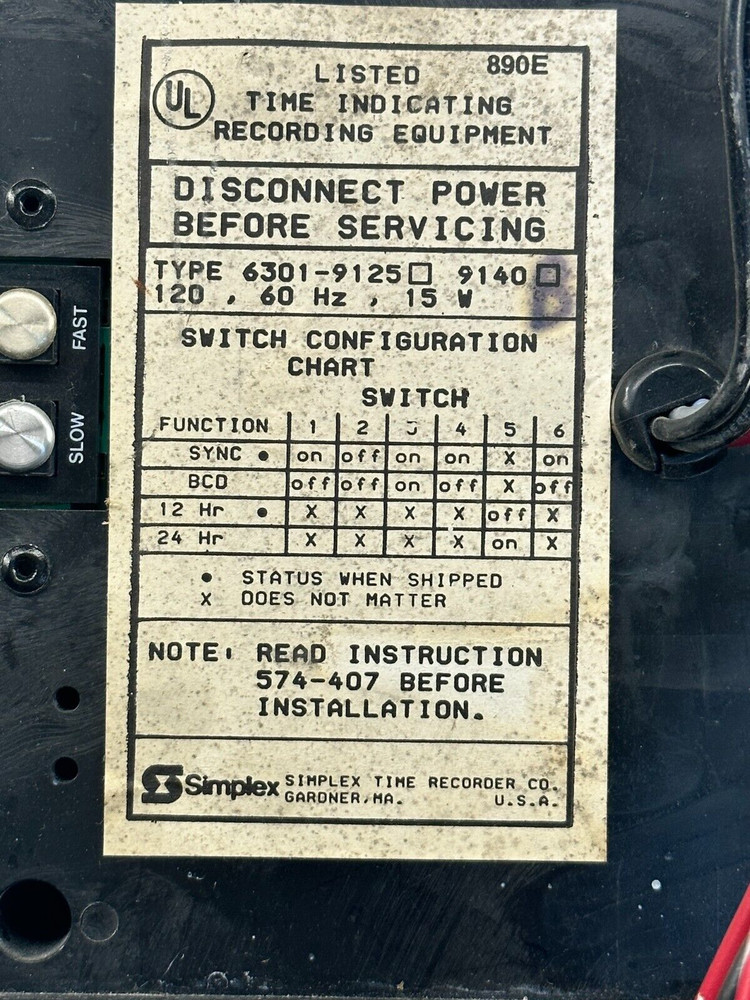 890E
UL LISTED
TIME INDICATING
RECORDING EQUIPMENT
DISCONNECT POWER
BEFORE SERVICING
TYPE 6301-9125□ 9140□
120 , 60 Hz , 15 W
SWITCH CONFIGURATION
CHART
SWITCH
FUNCTION 1 2 3 4 5 6
SYNC • on off on on X on
BCD off off on off X off
12 Hr • X X X X off X
24 Hr X X X X on X
• STATUS WHEN SHIPPED
X DOES NOT MATTER
NOTE: READ INSTRUCTION
574-407 BEFORE
INSTALLATION.
Simplex SIMPLEX TIME RECORDER CO.
GARDNER,MA. U.S.A.
FAST
SLOW